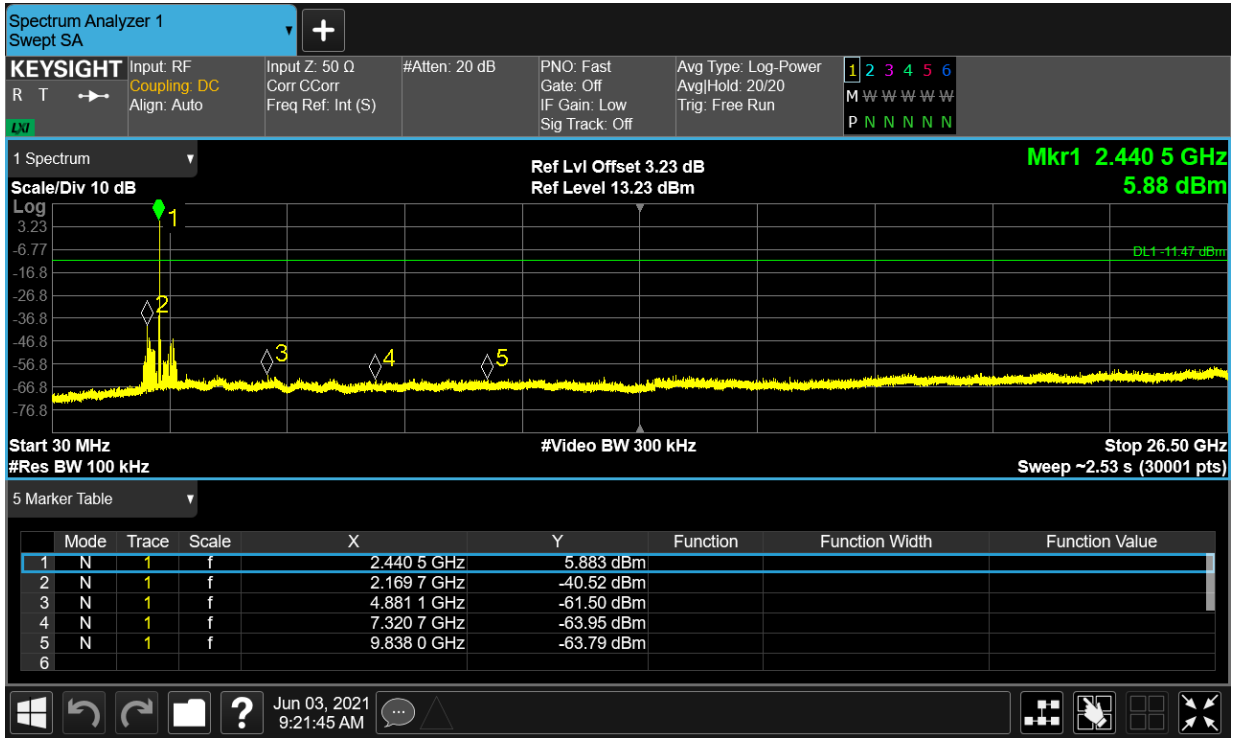 Spectrum Analyzer 1
Swept SA
+
KEYSIGHT Input: RF Input Z: 50 Ω #Atten: 20 dB PNO: Fast Avg Type: Log-Power 1 2 3 4 5 6
R T Coupling: DC Corr CCorr Gate: Off Avg|Hold: 20/20 M W W W W W
Align: Auto Freq Ref: Int (S) IF Gain: Low Trig: Free Run
LXI Sig Track: Off P N N N N N
1 Spectrum Ref Lvl Offset 3.23 dB Mkr1 2.440 5 GHz
Scale/Div 10 dB Ref Level 13.23 dBm 5.88 dBm
Log
1
3.23
-6.77
DL1 -11.47 dBm
-16.8
-26.8
2
-36.8
-46.8
3 4 5
-56.8
-66.8
-76.8
Start 30 MHz #Video BW 300 kHz Stop 26.50 GHz
#Res BW 100 kHz Sweep ~2.53 s (30001 pts)
5 Marker Table
Mode Trace Scale X Y Function Function Width Function Value
1 N 1 f 2.440 5 GHz 5.883 dBm
2 N 1 f 2.169 7 GHz -40.52 dBm
3 N 1 f 4.881 1 GHz -61.50 dBm
4 N 1 f 7.320 7 GHz -63.95 dBm
5 N 1 f 9.838 0 GHz -63.79 dBm
6
? Jun 03, 2021
9:21:45 AM